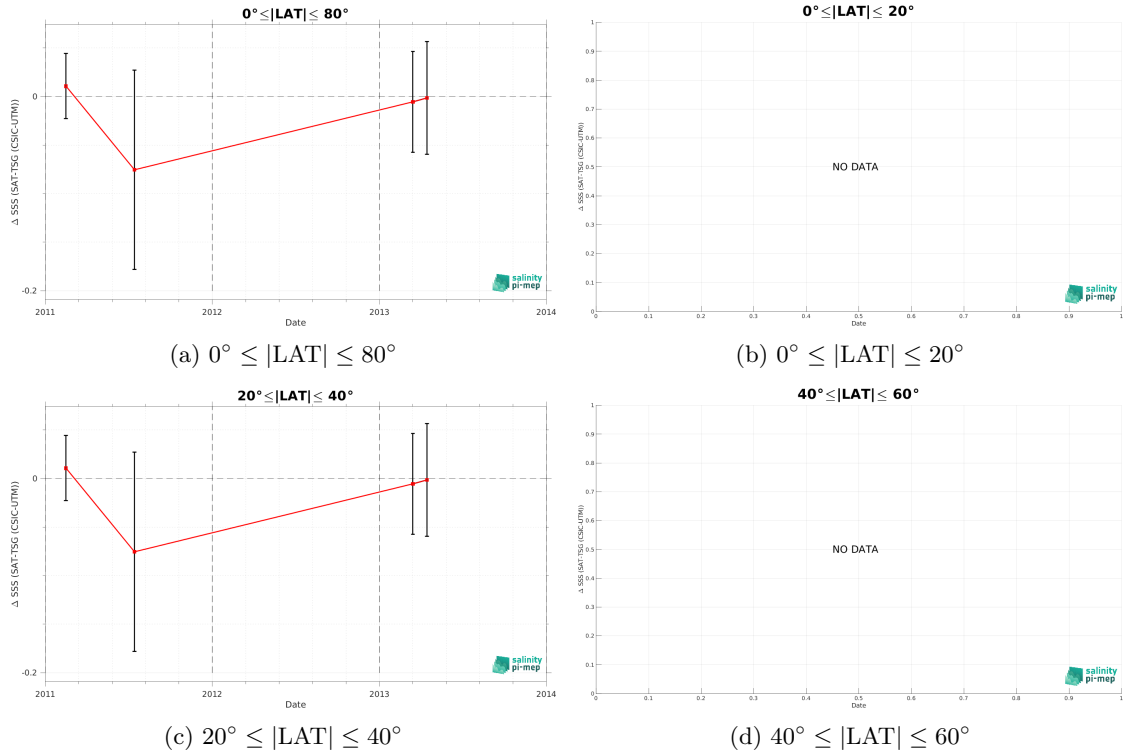 0°≤|LAT|≤ 80°
Δ SSS (SAT-TSG (CSIC-UTM))
0
-0.2
2011 2012 2013 2014
Date
salinity
pi-mep
(a) 0° ≤ |LAT| ≤ 80°
0°≤|LAT|≤ 20°
Δ SSS (SAT-TSG (CSIC-UTM))
1
0.9
0.8
0.7
0.6
0.5
0.4
0.3
0.2
0.1
0
NO DATA
0 0.1 0.2 0.3 0.4 0.5 0.6 0.7 0.8 0.9 1
Date
salinity
pi-mep
(b) 0° ≤ |LAT| ≤ 20°
20°≤|LAT|≤ 40°
Δ SSS (SAT-TSG (CSIC-UTM))
0
-0.2
2011 2012 2013 2014
Date
salinity
pi-mep
(c) 20° ≤ |LAT| ≤ 40°
40°≤|LAT|≤ 60°
Δ SSS (SAT-TSG (CSIC-UTM))
1
0.9
0.8
0.7
0.6
0.5
0.4
0.3
0.2
0.1
0
NO DATA
0 0.1 0.2 0.3 0.4 0.5 0.6 0.7 0.8 0.9 1
Date
salinity
pi-mep
(d) 40° ≤ |LAT| ≤ 60°